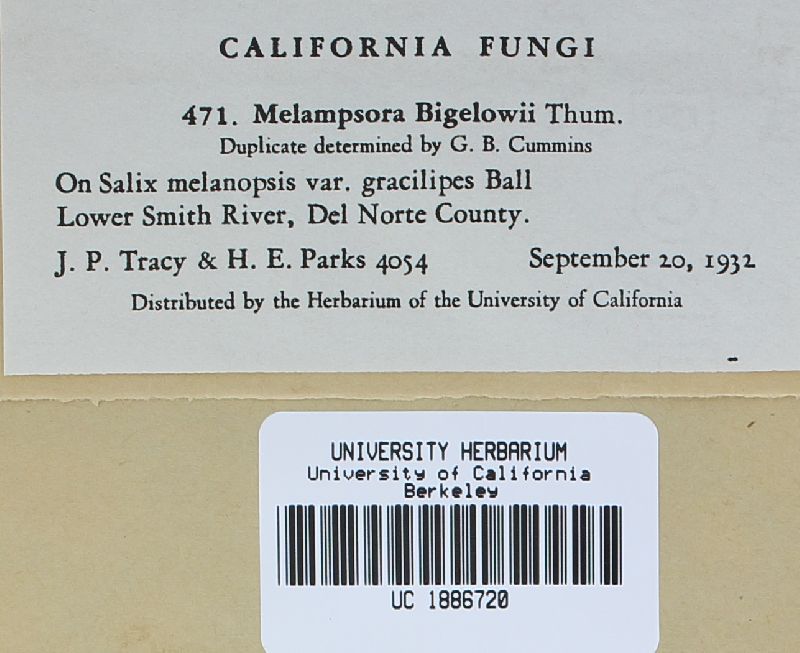 CALIFORNIA FUNGI
471. Melampsora Bigelowii Thum.
Duplicate determined by G. B. Cummins
On Salix melanopsis var. gracilipes Ball
Lower Smith River, Del Norte County.
J. P. Tracy & H. E. Parks 4054 September 20, 1932
Distributed by the Herbarium of the University of California
UNIVERSITY HERBARIUM
University of California
Berkeley
UC 1886720